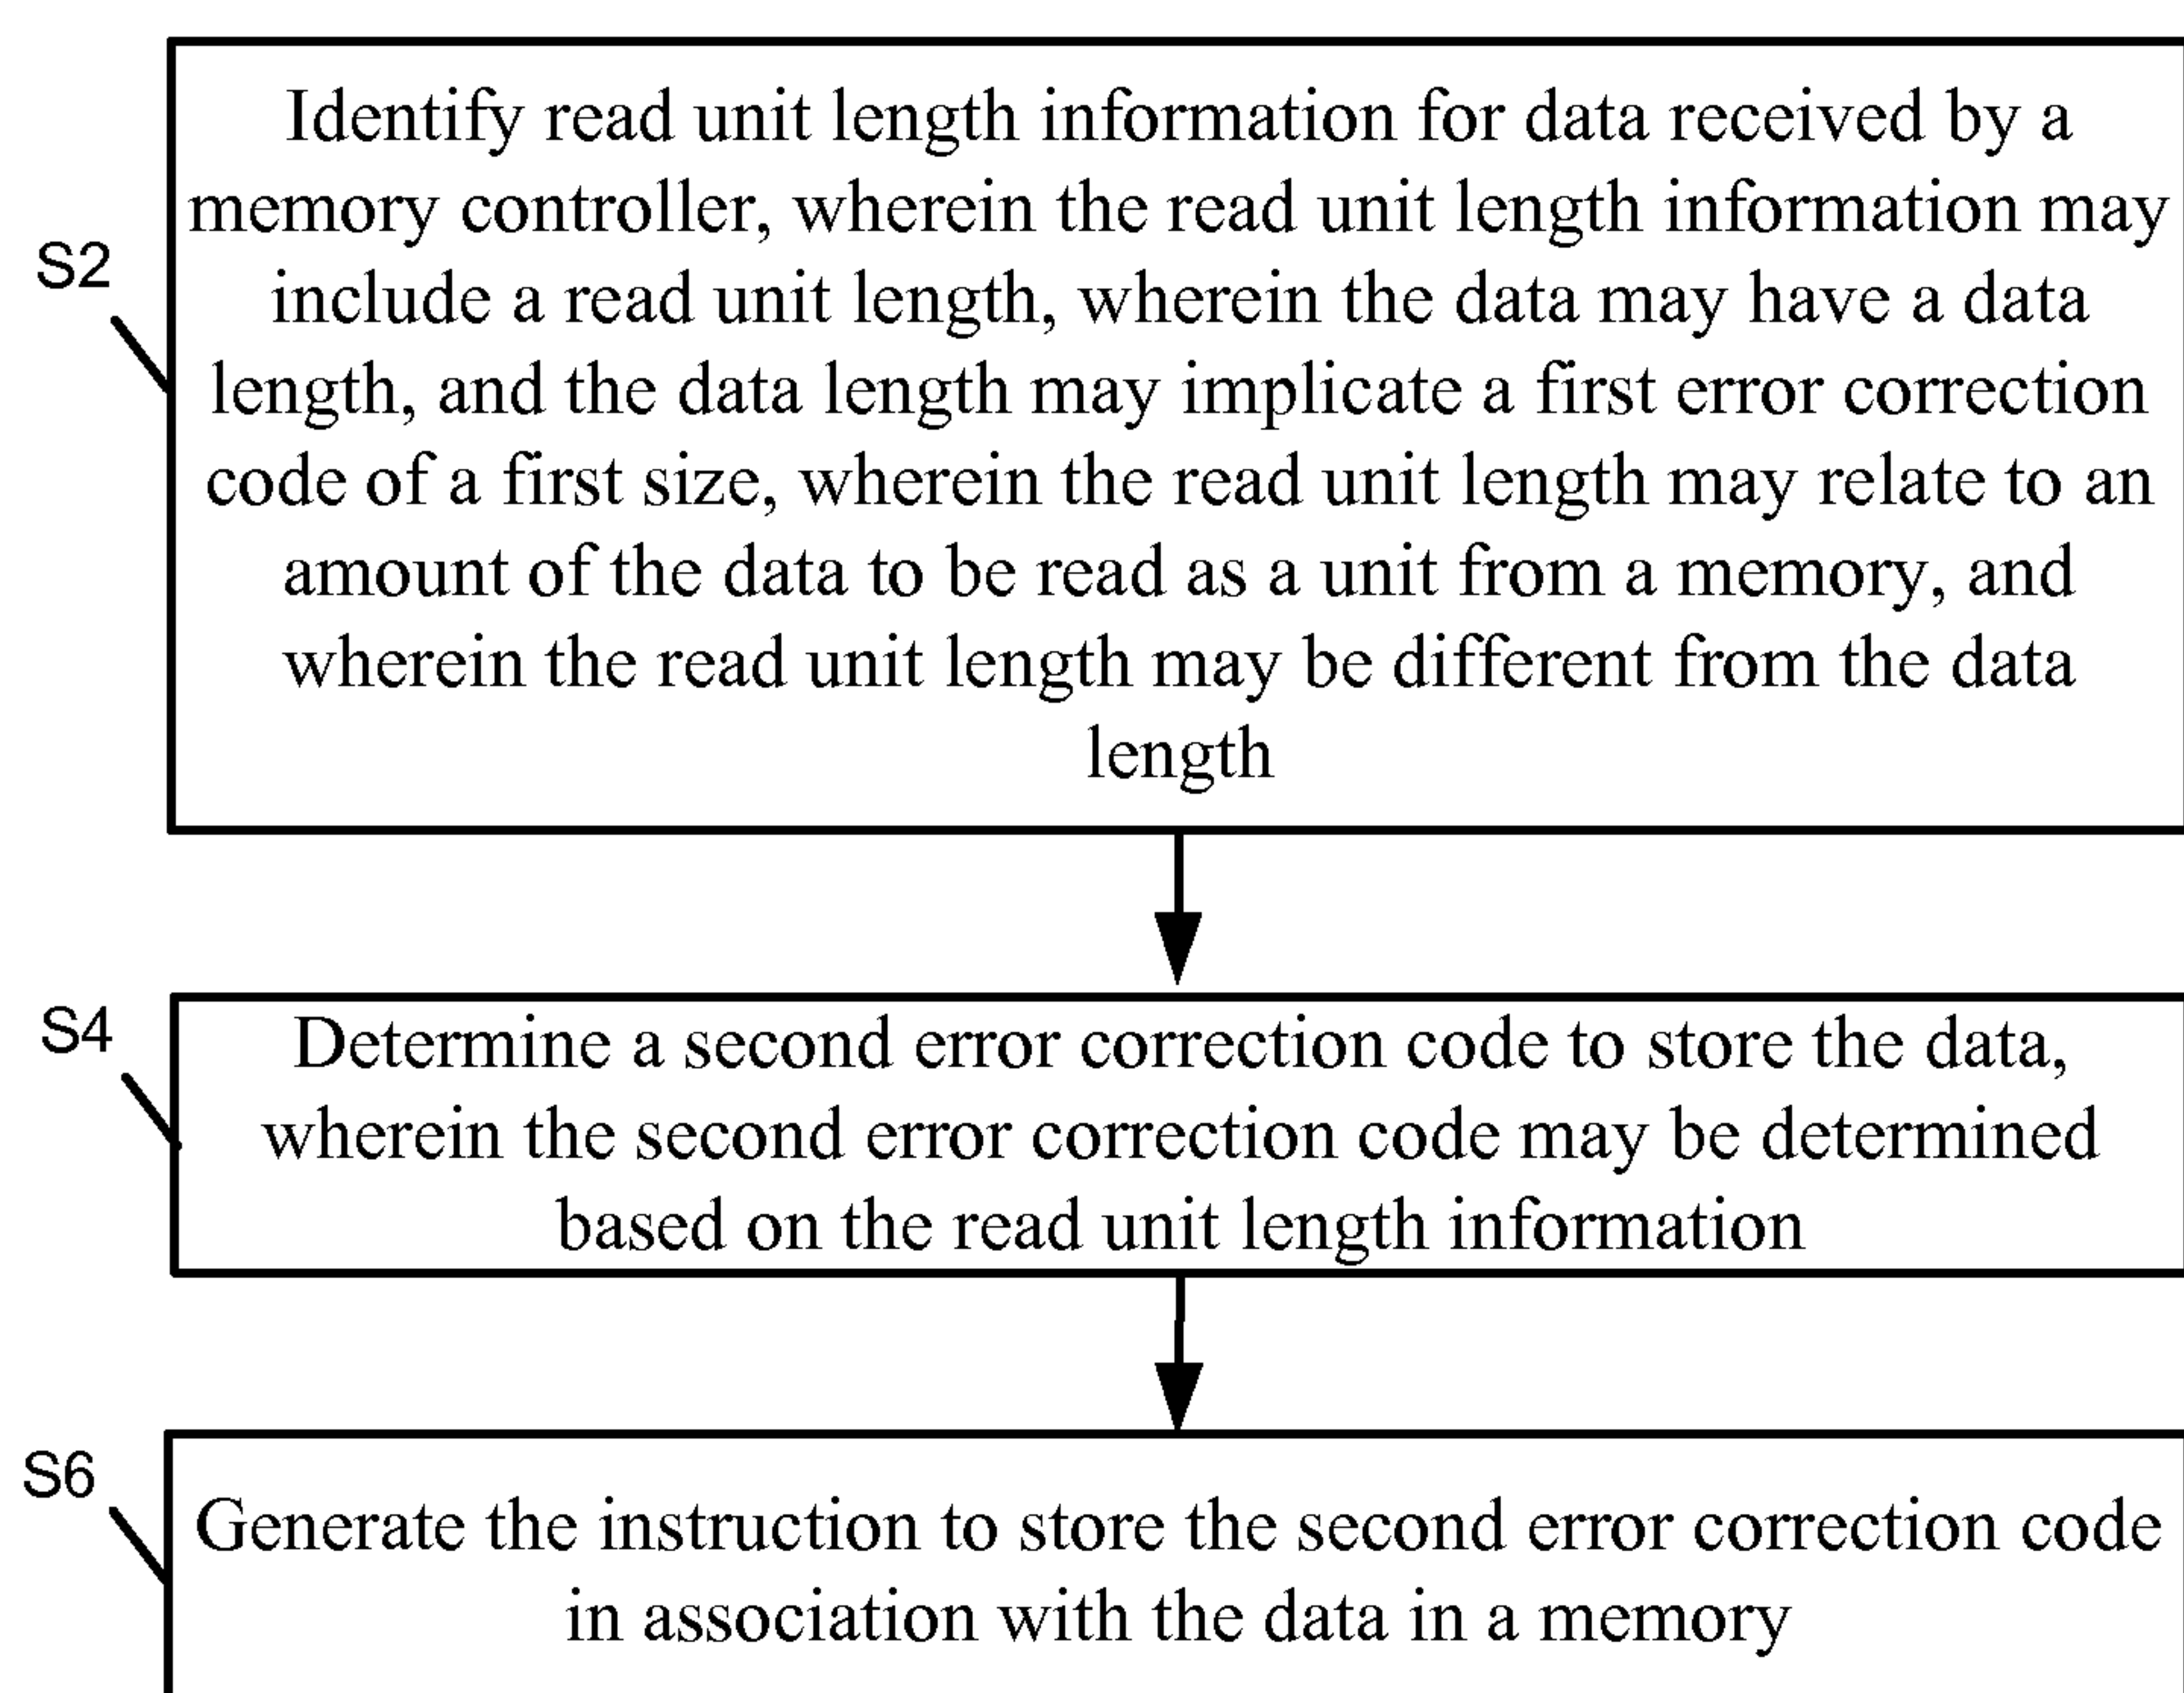 Identify read unit length information for data received by a
memory controller, wherein the read unit length information may
S2
include a read unit length, wherein the data may have a data
length, and the data length may implicate a first error correction
code of a first size, wherein the read unit length may relate to an
amount of the data to be read as a unit from a memory, and
wherein the read unit length may be different from the data
length
S4
Determine a second error correction code to store the data,
wherein the second error correction code may be determined
based on the read unit length information
S6
Generate the instruction to store the second error correction code
in association with the data in a memory